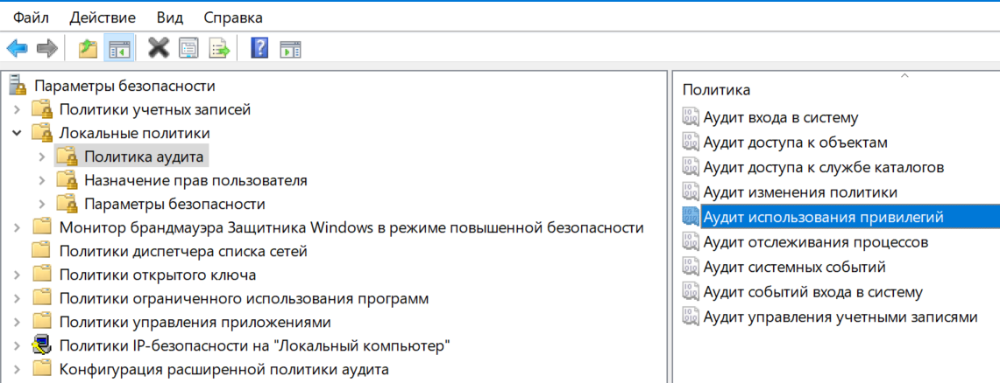 Файл Действие Вид Справка
Параметры безопасности
Политики учетных записей
Локальные политики
Политика аудита
Назначение прав пользователя
Параметры безопасности
Монитор брандмауэра Защитника Windows в режиме повышенной безопасности
Политики диспетчера списка сетей
Политики открытого ключа
Политики ограниченного использования программ
Политики управления приложениями
Политики IP-безопасности на "Локальный компьютер"
Конфигурация расширенной политики аудита
Политика
Аудит входа в систему
Аудит доступа к объектам
Аудит доступа к службе каталогов
Аудит изменения политики
Аудит использования привилегий
Аудит отслеживания процессов
Аудит системных событий
Аудит событий входа в систему
Аудит управления учетными записями